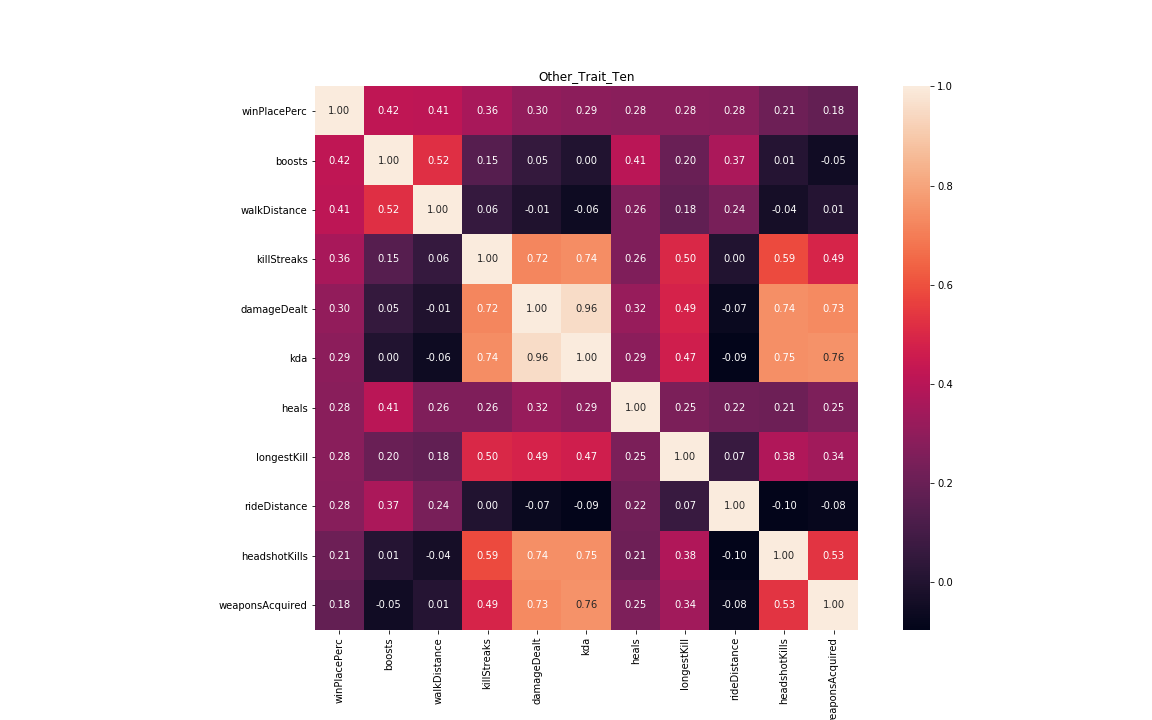 Other_Trait_Ten
winPlacePerc 1.00 0.42 0.41 0.36 0.30 0.29 0.28 0.28 0.28 0.21 0.18
boosts 0.42 1.00 0.52 0.15 0.05 0.00 0.41 0.20 0.37 0.01 -0.05
walkDistance 0.41 0.52 1.00 0.06 -0.01 -0.06 0.26 0.18 0.24 -0.04 0.01
killStreaks 0.36 0.15 0.06 1.00 0.72 0.74 0.26 0.50 0.00 0.59 0.49
damageDealt 0.30 0.05 -0.01 0.72 1.00 0.96 0.32 0.49 -0.07 0.74 0.73
kda 0.29 0.00 -0.06 0.74 0.96 1.00 0.29 0.47 -0.09 0.75 0.76
heals 0.28 0.41 0.26 0.26 0.32 0.29 1.00 0.25 0.22 0.21 0.25
longestKill 0.28 0.20 0.18 0.50 0.49 0.47 0.25 1.00 0.07 0.38 0.34
rideDistance 0.28 0.37 0.24 0.00 -0.07 -0.09 0.22 0.07 1.00 -0.10 -0.08
headshotKills 0.21 0.01 -0.04 0.59 0.74 0.75 0.21 0.38 -0.10 1.00 0.53
weaponsAcquired 0.18 -0.05 0.01 0.49 0.73 0.76 0.25 0.34 -0.08 0.53 1.00
winPlacePerc
boosts
walkDistance
killStreaks
damageDealt
kda
heals
longestKill
rideDistance
headshotKills
eaponsAcquired
1.0
0.8
0.6
0.4
0.2
0.0